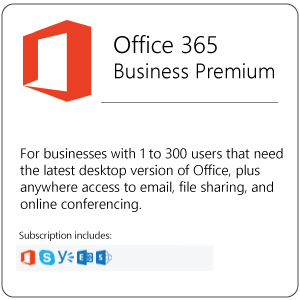 Office 365
Business Premium
For businesses with 1 to 300 users that need
the latest desktop version of Office, plus
anywhere access to email, file sharing, and
online conferencing.
Subscription includes: